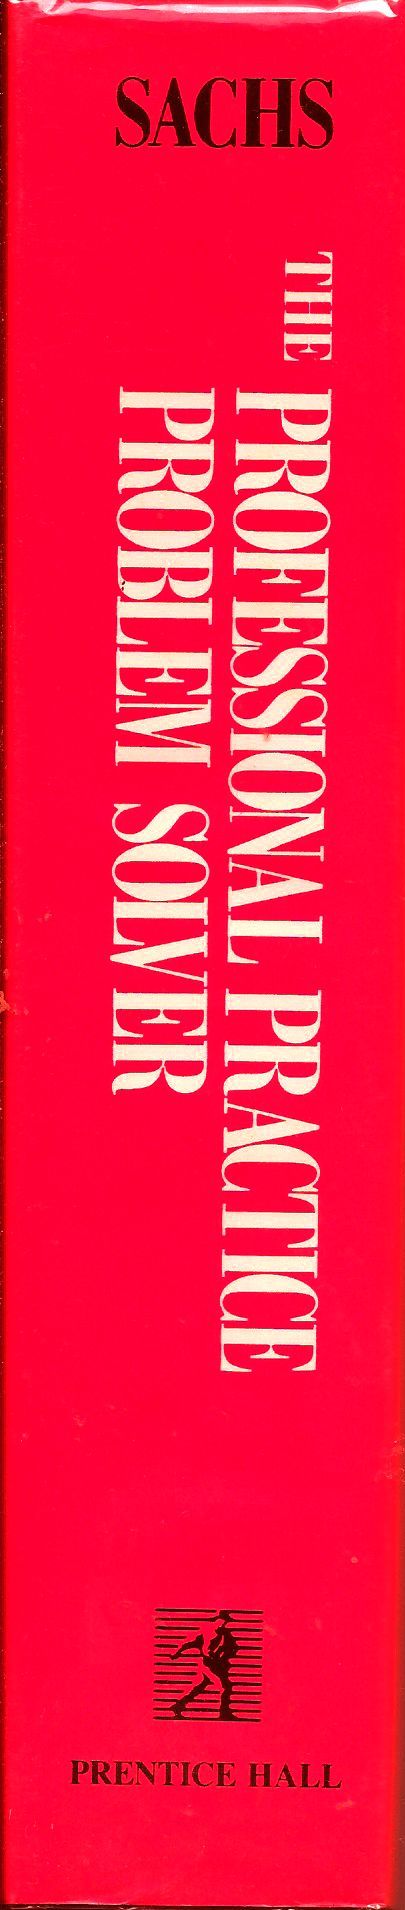 SACHS
THE PROFESSIONAL PRACTICE
PROBLEM SOLVER
PRENTICE HALL